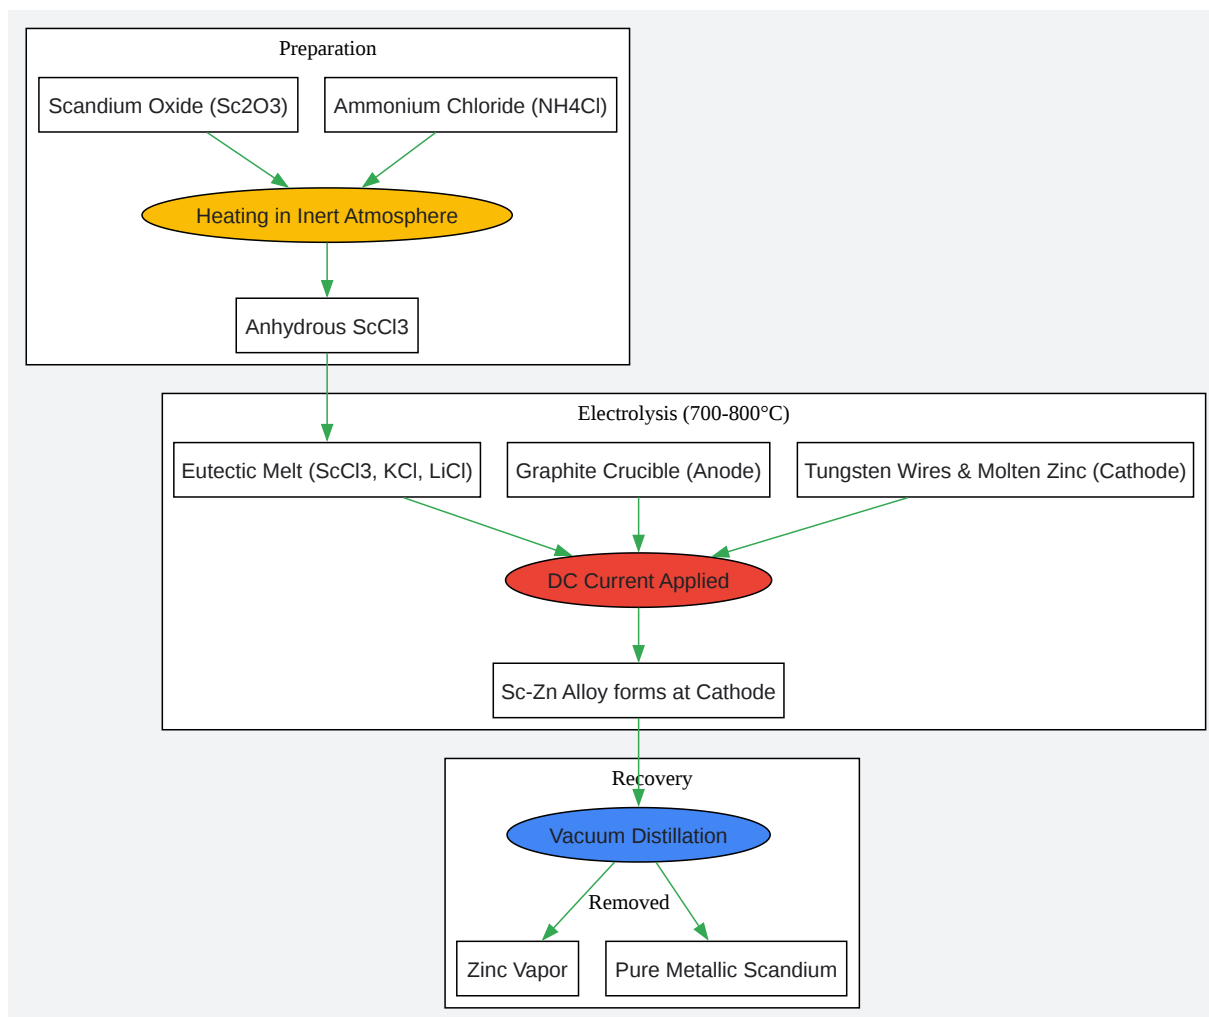 Preparation
Scandium Oxide (Sc2O3)
Ammonium Chloride (NH4Cl)
Heating in Inert Atmosphere
Anhydrous ScCl3
Electrolysis (700-800°C)
Eutectic Melt (ScCl3, KCl, LiCl)
Graphite Crucible (Anode)
Tungsten Wires & Molten Zinc (Cathode)
DC Current Applied
Sc-Zn Alloy forms at Cathode
Recovery
Vacuum Distillation
Removed
Zinc Vapor
Pure Metallic Scandium